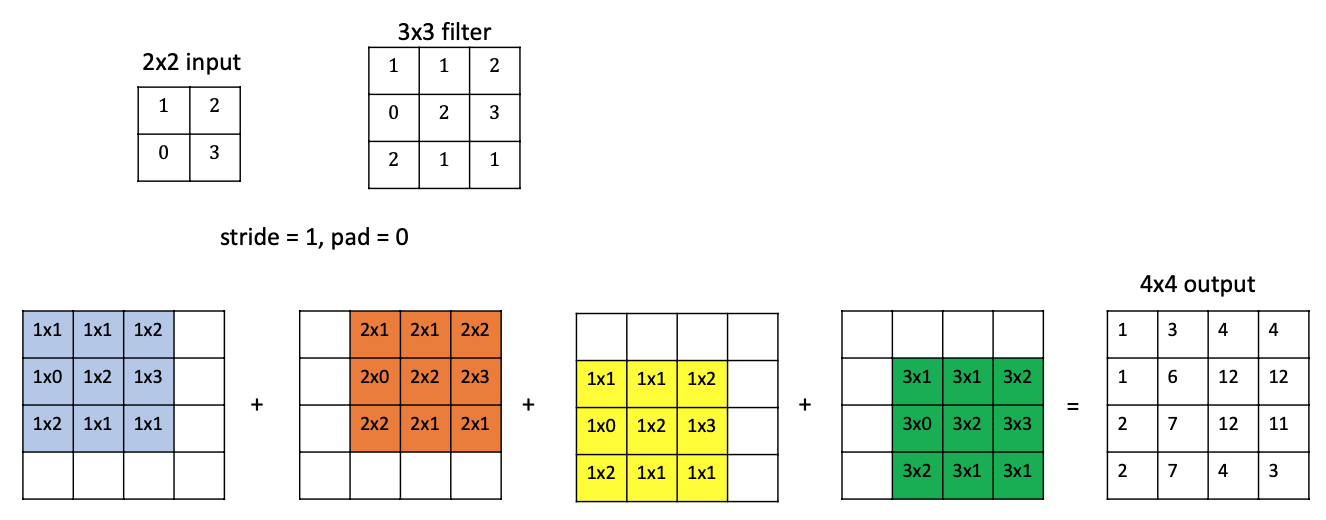 3x3 filter
2x2 input
1 1 2
1 2
0 2 3
0 3
2 1 1
stride = 1, pad = 0
4x4 output
1x1 1x1 1x2 2x1 2x1 2x2 1 3 4 4
1x0 1x2 1x3 2x0 2x2 2x3 1x1 1x1 1x2 3x1 3x1 3x2 1 6 12 12
+ + + =
1x2 1x1 1x1 2x2 2x1 2x1 1x0 1x2 1x3 3x0 3x2 3x3 2 7 12 11
1x2 1x1 1x1 3x2 3x1 3x1 2 7 4 3